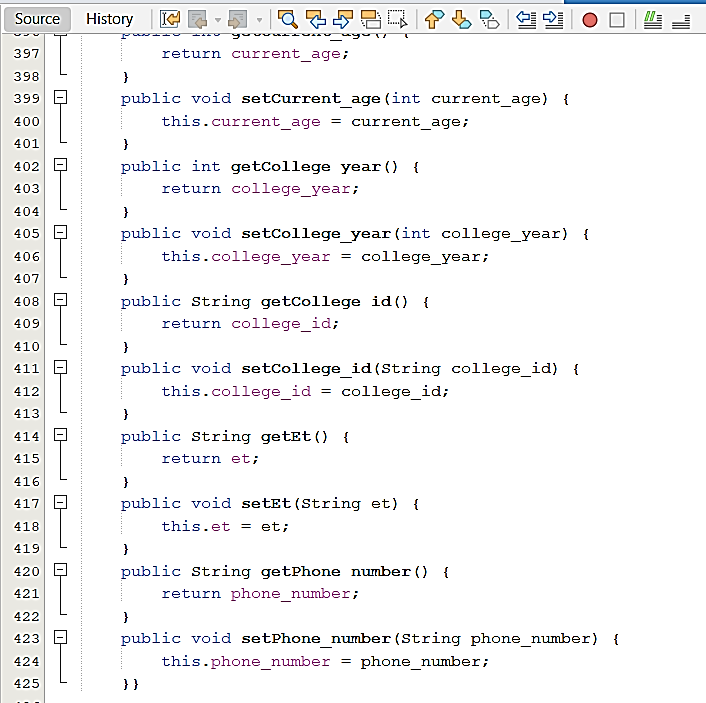 Source History
396 public int getCurrent_age() {
397 return current_age;
398 }
399 public void setCurrent_age(int current_age) {
400 this.current_age = current_age;
401 }
402 public int getCollege year() {
403 return college_year;
404 }
405 public void setCollege_year(int college_year) {
406 this.college_year = college_year;
407 }
408 public String getCollege id() {
409 return college_id;
410 }
411 public void setCollege_id(String college_id) {
412 this.college_id = college_id;
413 }
414 public String getEt() {
415 return et;
416 }
417 public void setEt(String et) {
418 this.et = et;
419 }
420 public String getPhone number() {
421 return phone_number;
422 }
423 public void setPhone_number(String phone_number) {
424 this.phone_number = phone_number;
425 }}